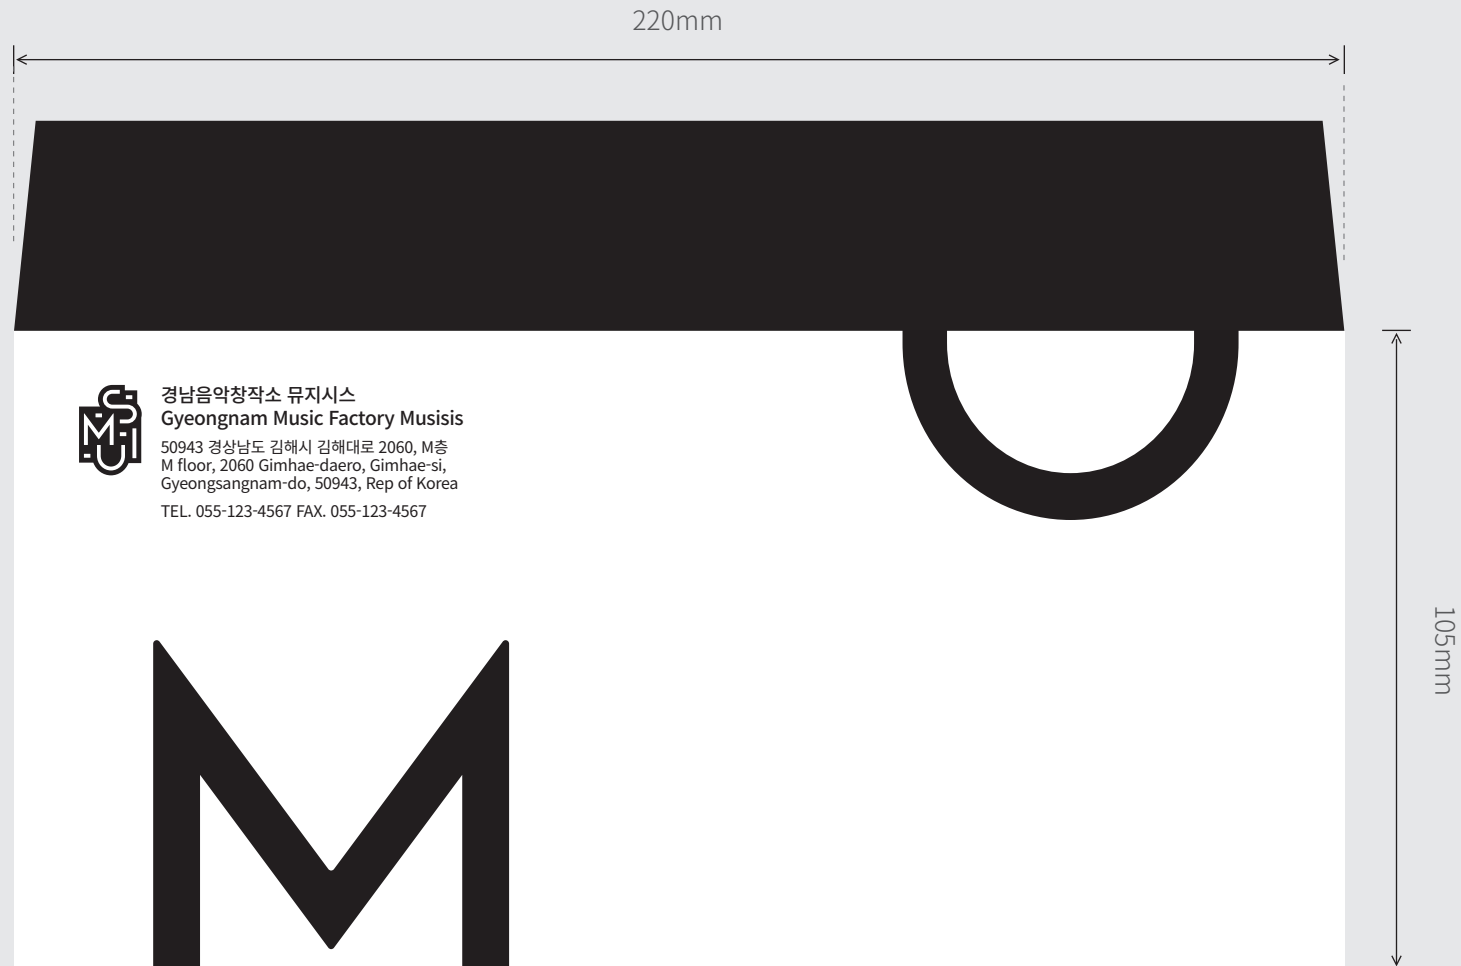 220mm
경남음악창작소 뮤지시스
Gyeongnam Music Factory Musisis
50943 경상남도 김해시 김해대로 2060, M층
M floor, 2060 Gimhae-daero, Gimhae-si,
Gyeongsangnam-do, 50943, Rep of Korea
TEL. 055-123-4567 FAX. 055-123-4567
105mm
M